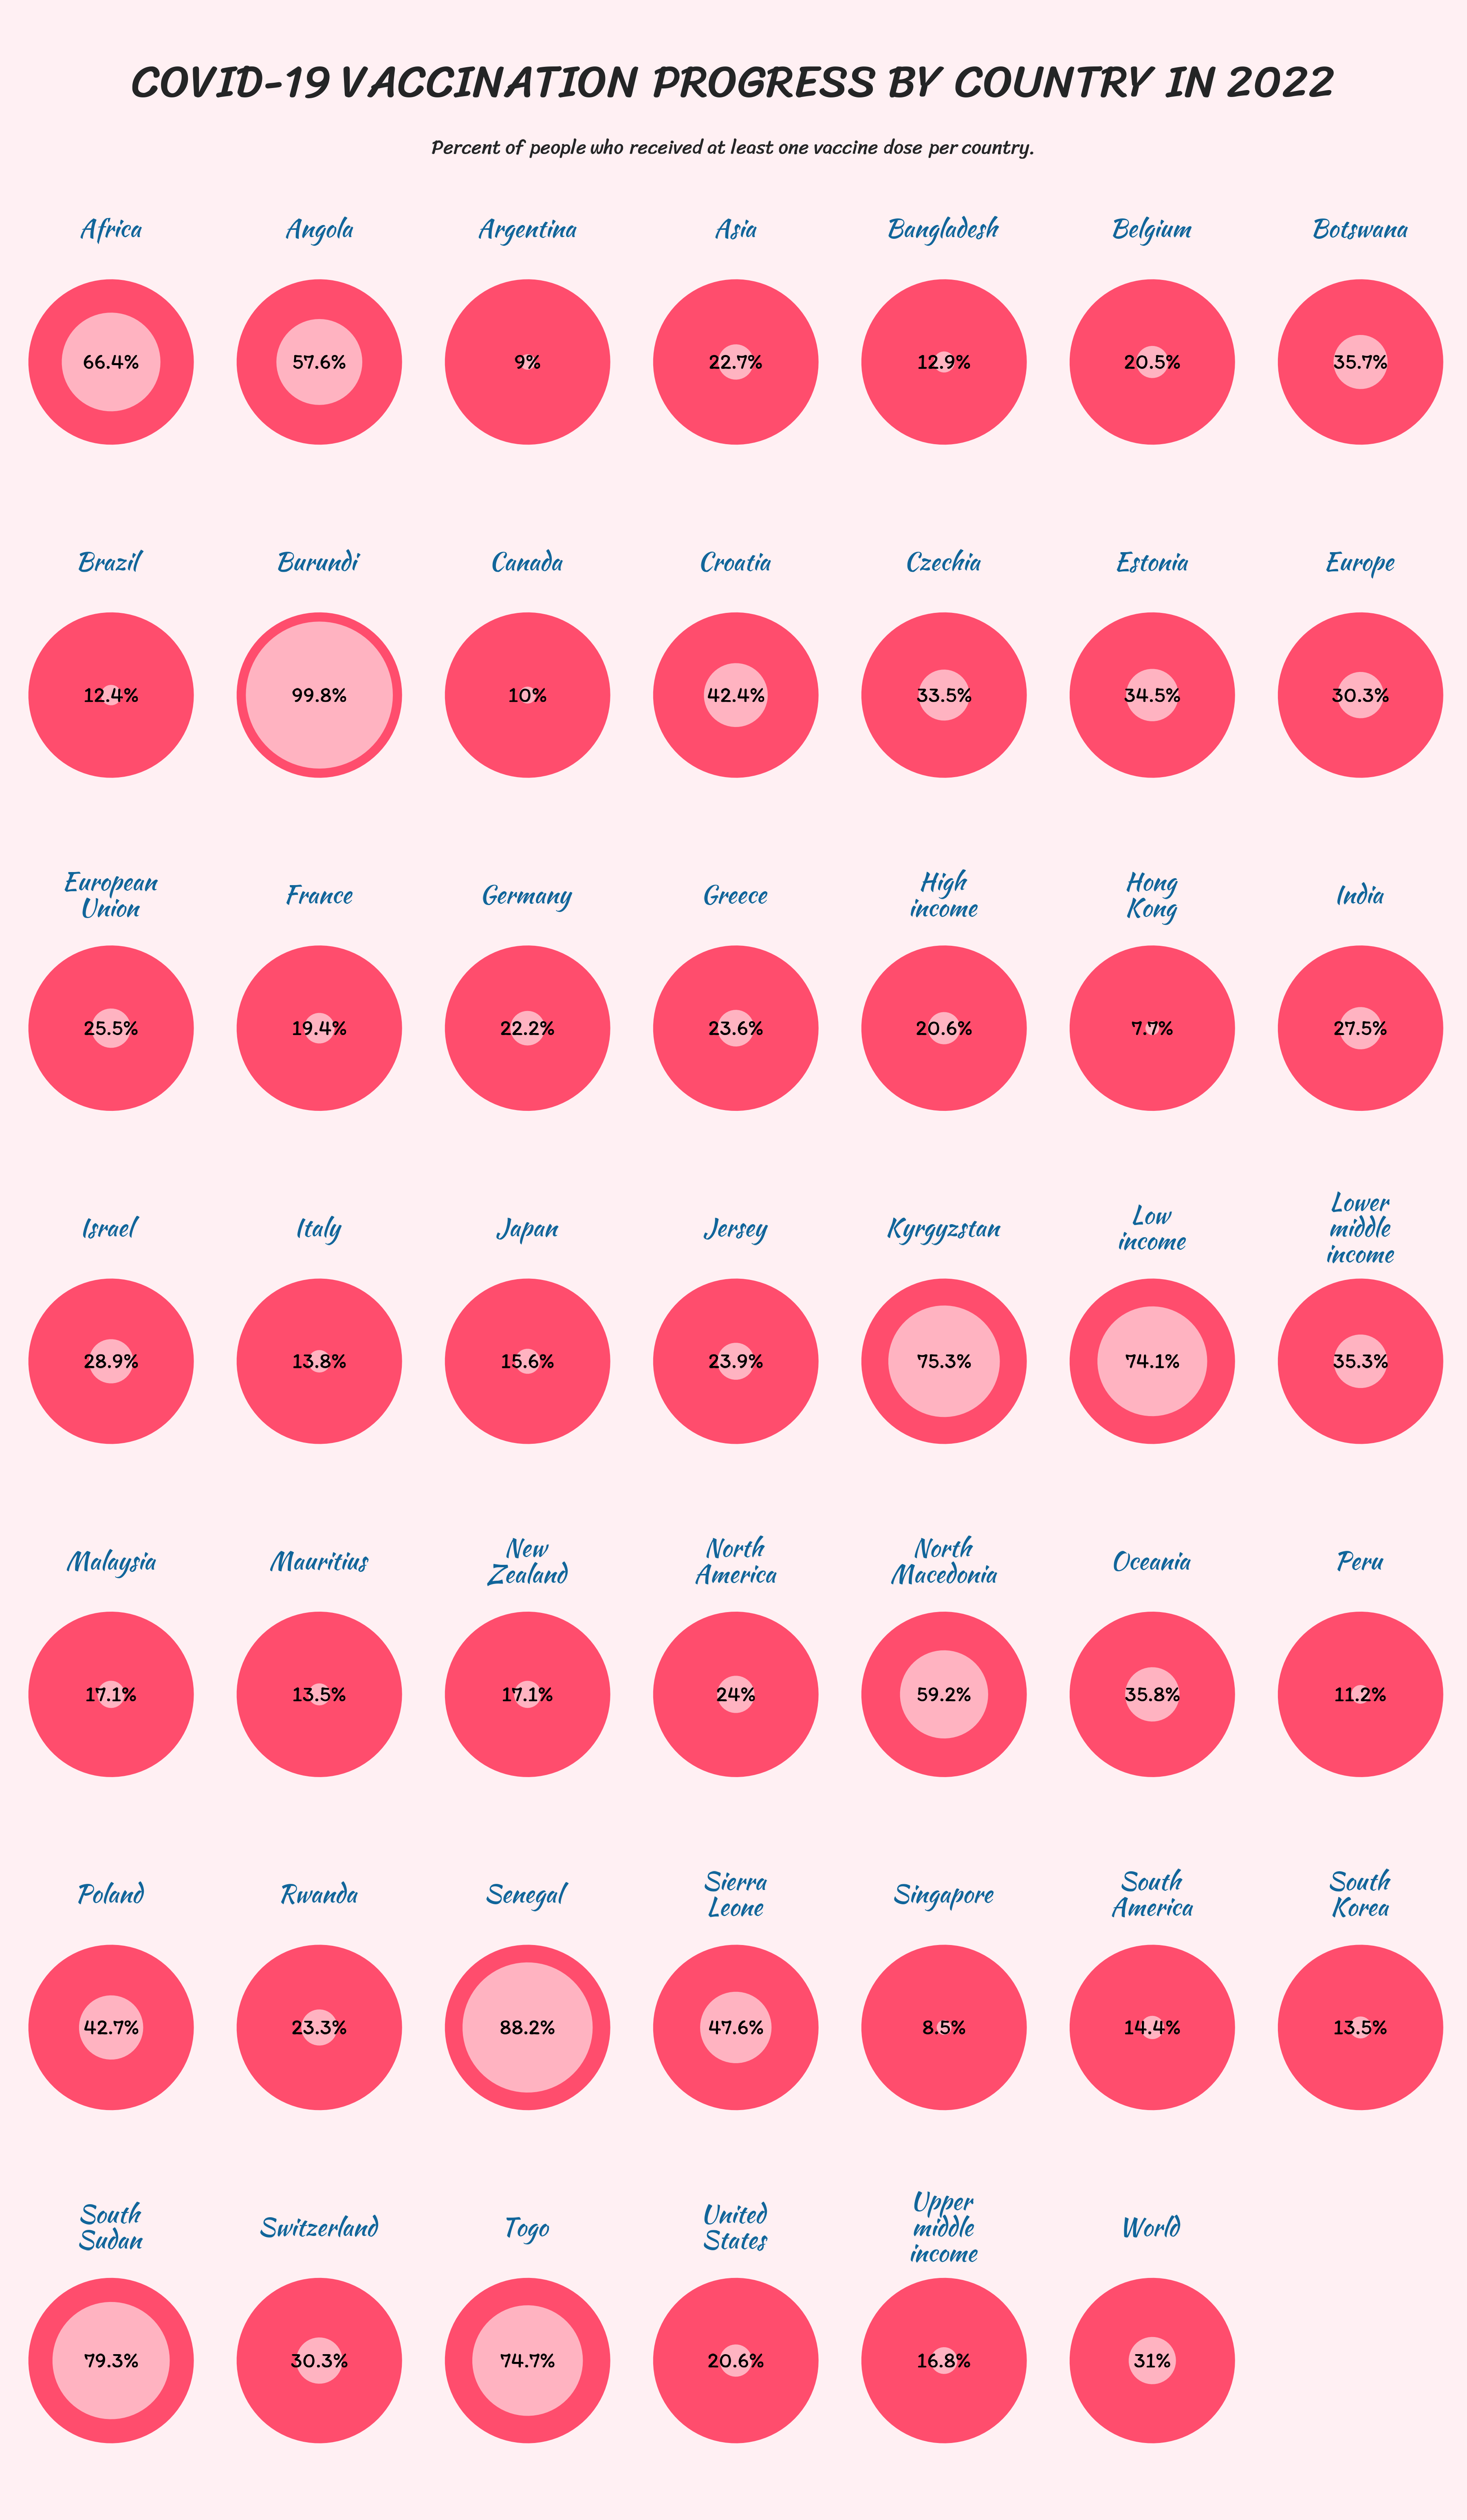 COVID-19 VACCINATION PROGRESS BY COUNTRY IN 2022
Percent of people who received at least one vaccine dose per country.
Africa
Angola
Argentina
Asia
Bangladesh
Belgium
Botswana
66.4%
57.6%
9%
22.7%
12.9%
20.5%
35.7%
Brazil
Burundi
Canada
Croatia
Czechia
Estonia
Europe
12.4%
99.8%
10%
42.4%
33.5%
34.5%
30.3%
European
Union
France
Germany
Greece
High
income
Hong
Kong
India
25.5%
19.4%
22.2%
23.6%
20.6%
7.7%
27.5%
Israel
Italy
Japan
Jersey
Kyrgyzstan
Low
income
Lower
middle
income
28.9%
13.8%
15.6%
23.9%
75.3%
74.1%
35.3%
Malaysia
Mauritius
New
Zealand
North
America
North
Macedonia
Oceania
Peru
17.1%
13.5%
17.1%
24%
59.2%
35.8%
11.2%
Poland
Rwanda
Senegal
Sierra
Leone
Singapore
South
America
South
Korea
42.7%
23.3%
88.2%
47.6%
8.5%
14.4%
13.5%
South
Sudan
Switzerland
Togo
United
States
Upper
middle
income
World
79.3%
30.3%
74.7%
20.6%
16.8%
31%